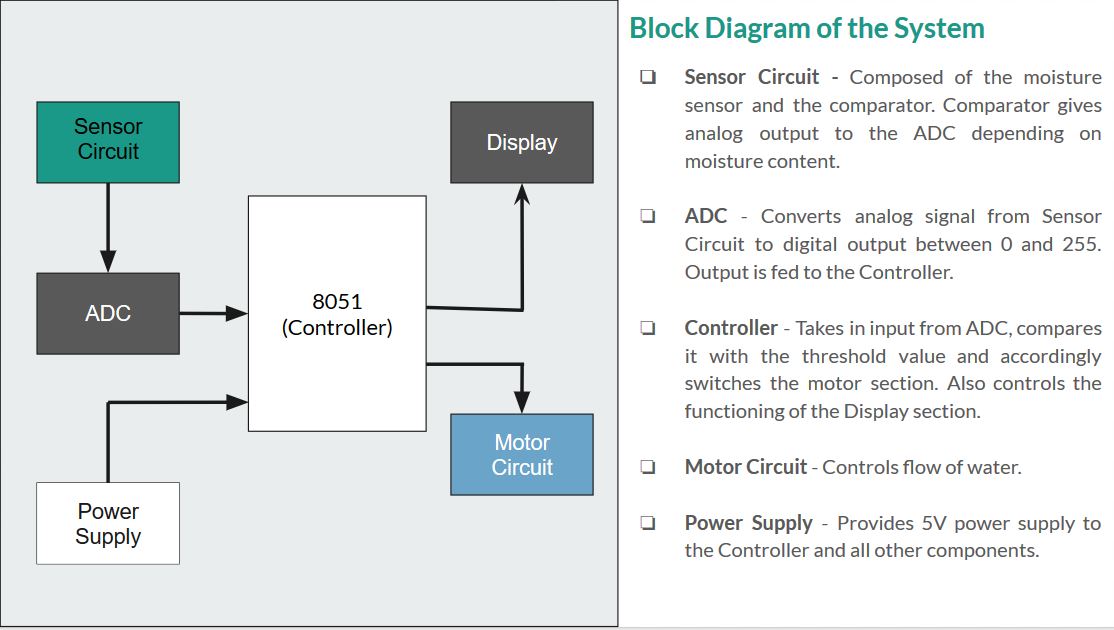 Block Diagram of the System
Sensor
Circuit
Display
ADC
8051
(Controller)
Motor
Circuit
Power
Supply
Sensor Circuit - Composed of the moisture
sensor and the comparator. Comparator gives
analog output to the ADC depending on
moisture content.
ADC - Converts analog signal from Sensor
Circuit to digital output between 0 and 255.
Output is fed to the Controller.
Controller - Takes in input from ADC, compares
it with the threshold value and accordingly
switches the motor section. Also controls the
functioning of the Display section.
Motor Circuit - Controls flow of water.
Power Supply - Provides 5V power supply to
the Controller and all other components.